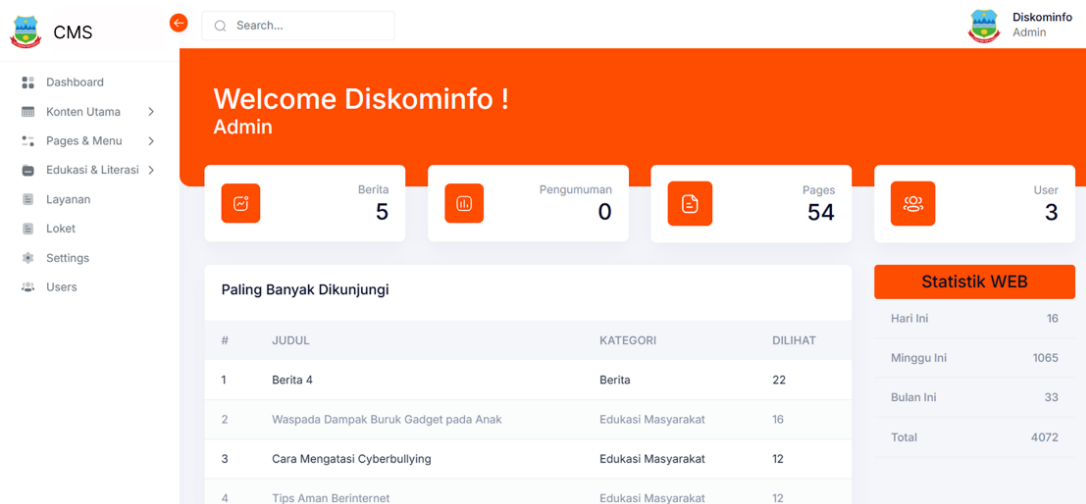 CMS
Search...
Diskominfo
Admin
Dashboard
Konten Utama
Pages & Menu
Edukasi & Literasi
Layanan
Loket
Settings
Users
Welcome Diskominfo !
Admin
Berita
5
Pengumuman
0
Pages
54
User
3
Paling Banyak Dikunjungi
# JUDUL KATEGORI DILIHAT
1 Berita 4 Berita 22
2 Waspada Dampak Buruk Gadget pada Anak Edukasi Masyarakat 16
3 Cara Mengatasi Cyberbullying Edukasi Masyarakat 12
4 Tips Aman Berinternet Edukasi Masyarakat 12
Statistik WEB
Hari Ini 16
Minggu Ini 1065
Bulan Ini 33
Total 4072